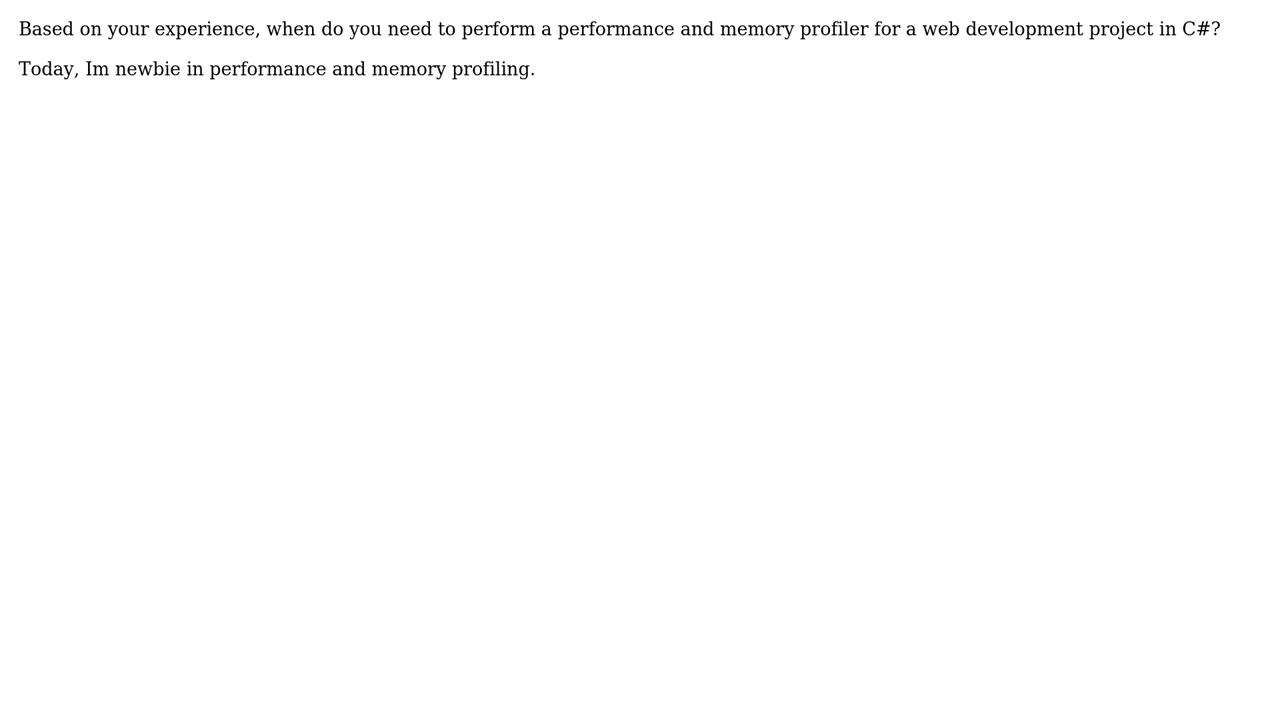 Based on your experience, when do you need to perform a performance and memory profiler for a web development project in C#?
Today, Im newbie in performance and memory profiling.